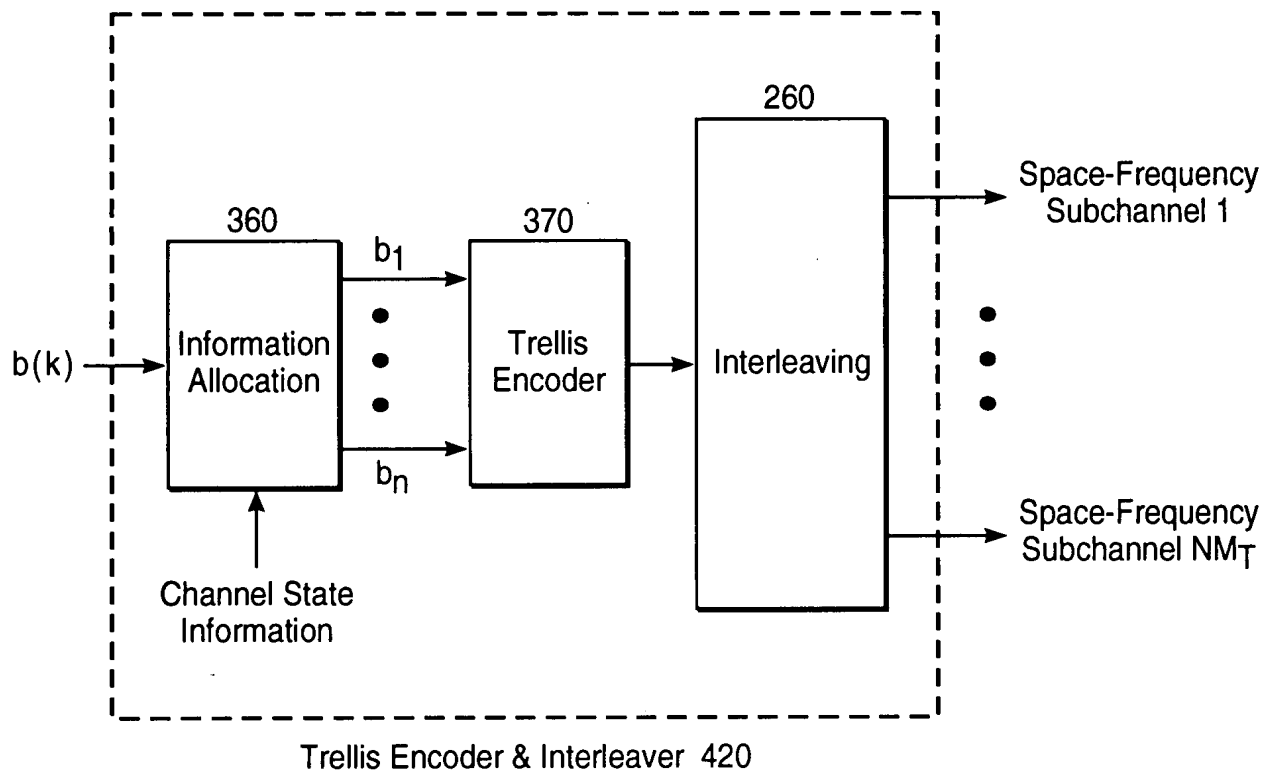 260
Space-Frequency
Subchannel 1
360
370
b1
b(k)
Information
Allocation
Trellis
Encoder
Interleaving
bn
Space-Frequency
Subchannel NMT
Channel State
Information
Trellis Encoder & Interleaver 420